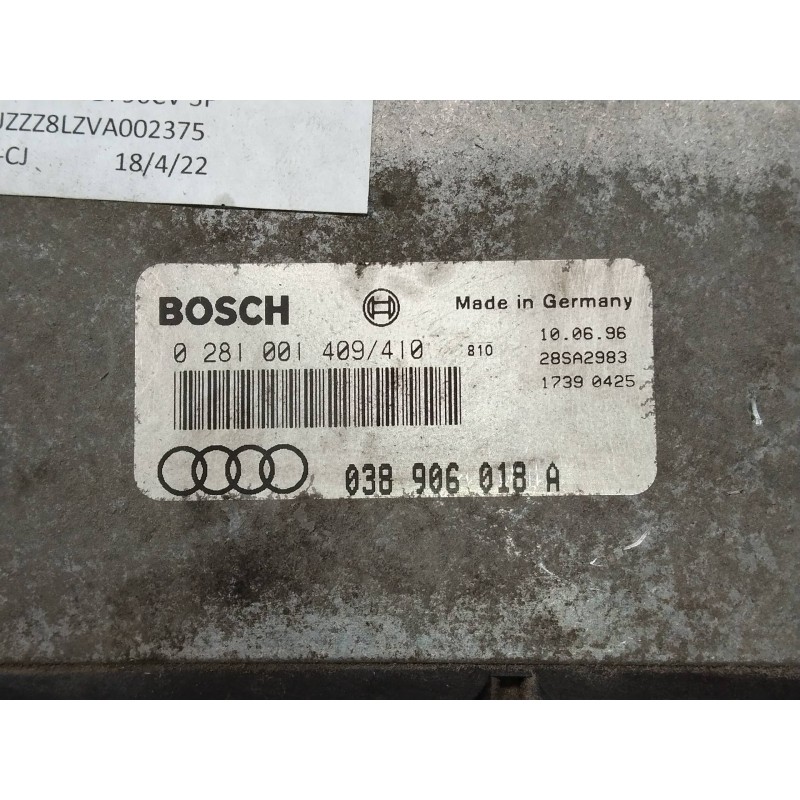 UZZZ8LZVA002375
-CJ 18/4/22
BOSCH Made in Germany
0 281 001 409/410 810 10.06.96
28SA2983
1739 0425
038 906 018 A